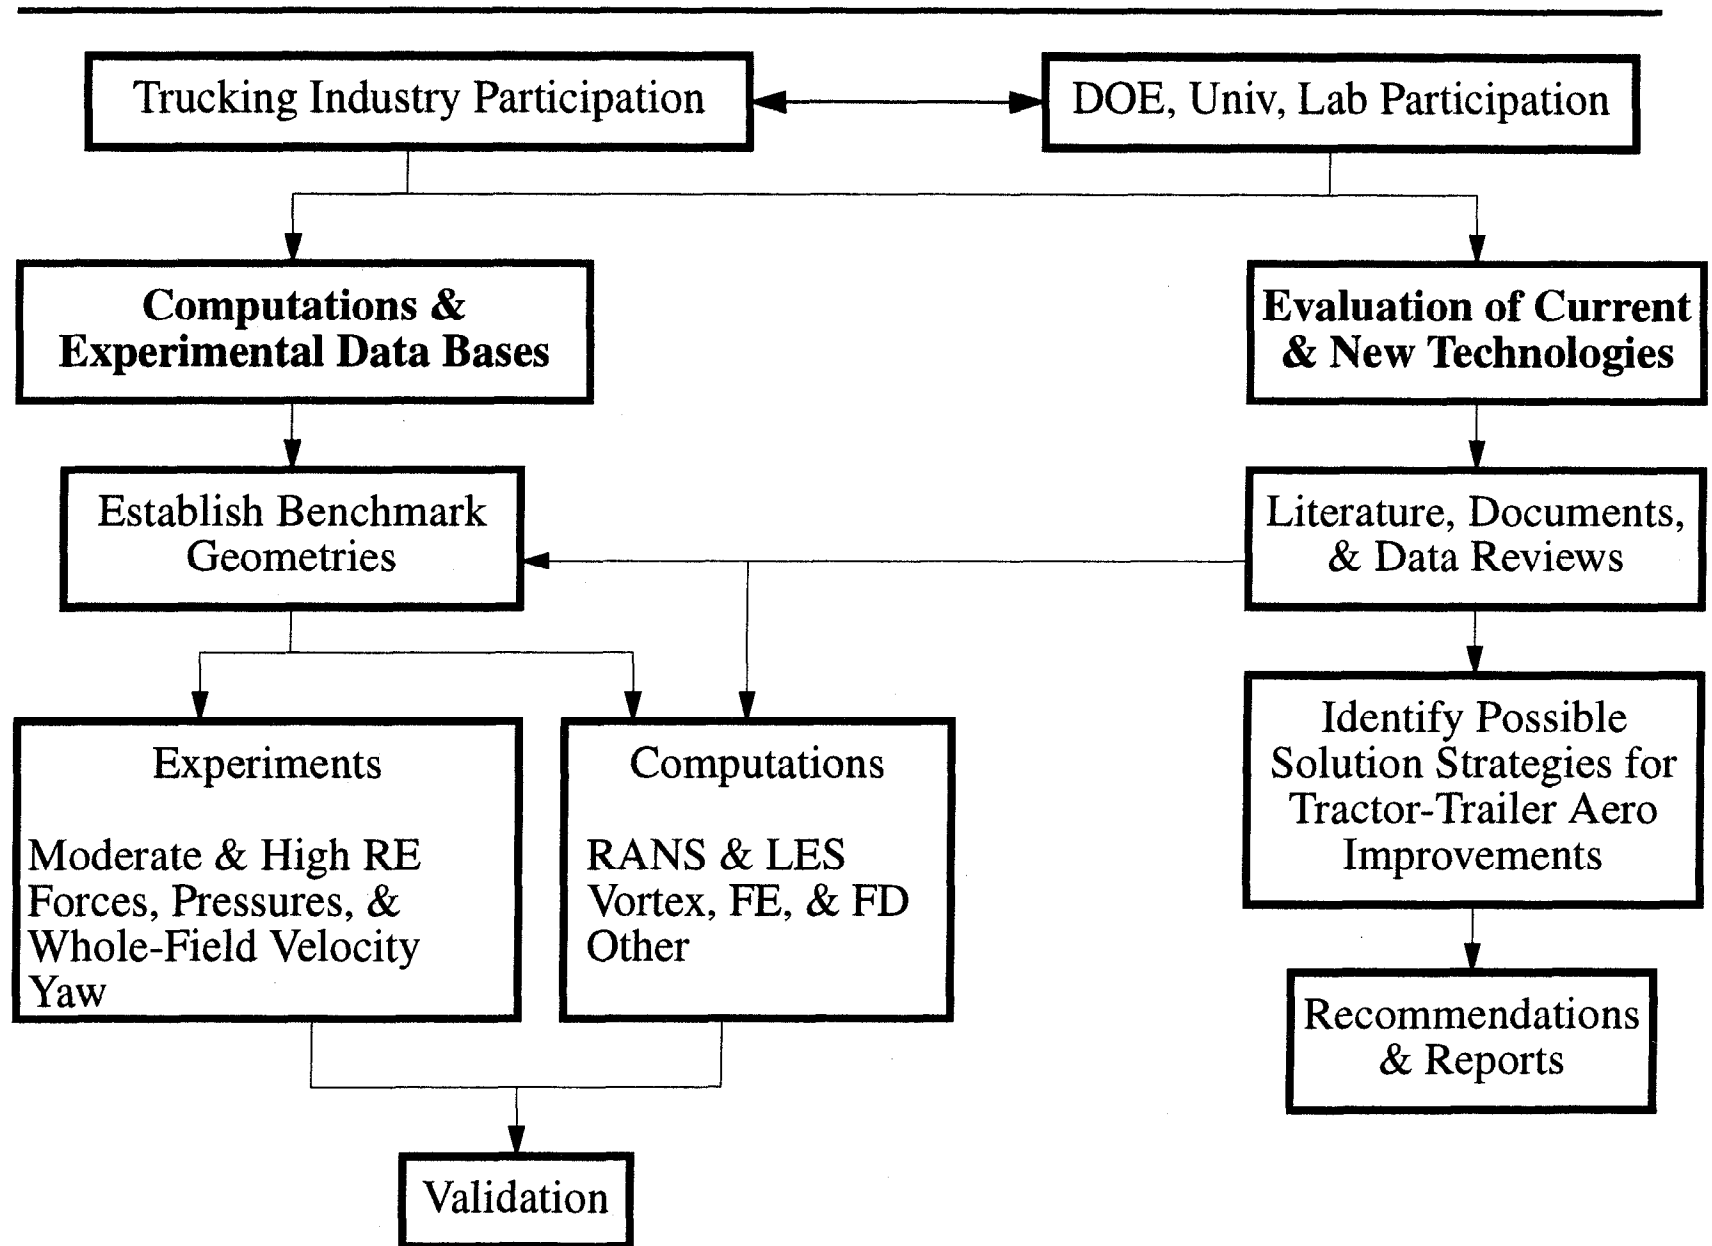 Trucking Industry Participation
DOE, Univ, Lab Participation
Computations &
Experimental Data Bases
Evaluation of Current
& New Technologies
Establish Benchmark
Geometries
Literature, Documents,
& Data Reviews
Experiments
Moderate & High RE
Forces, Pressures, &
Whole-Field Velocity
Yaw
Computations
RANS & LES
Vortex, FE, & FD
Other
Identify Possible
Solution Strategies for
Tractor-Trailer Aero
Improvements
Recommendations
& Reports
Validation